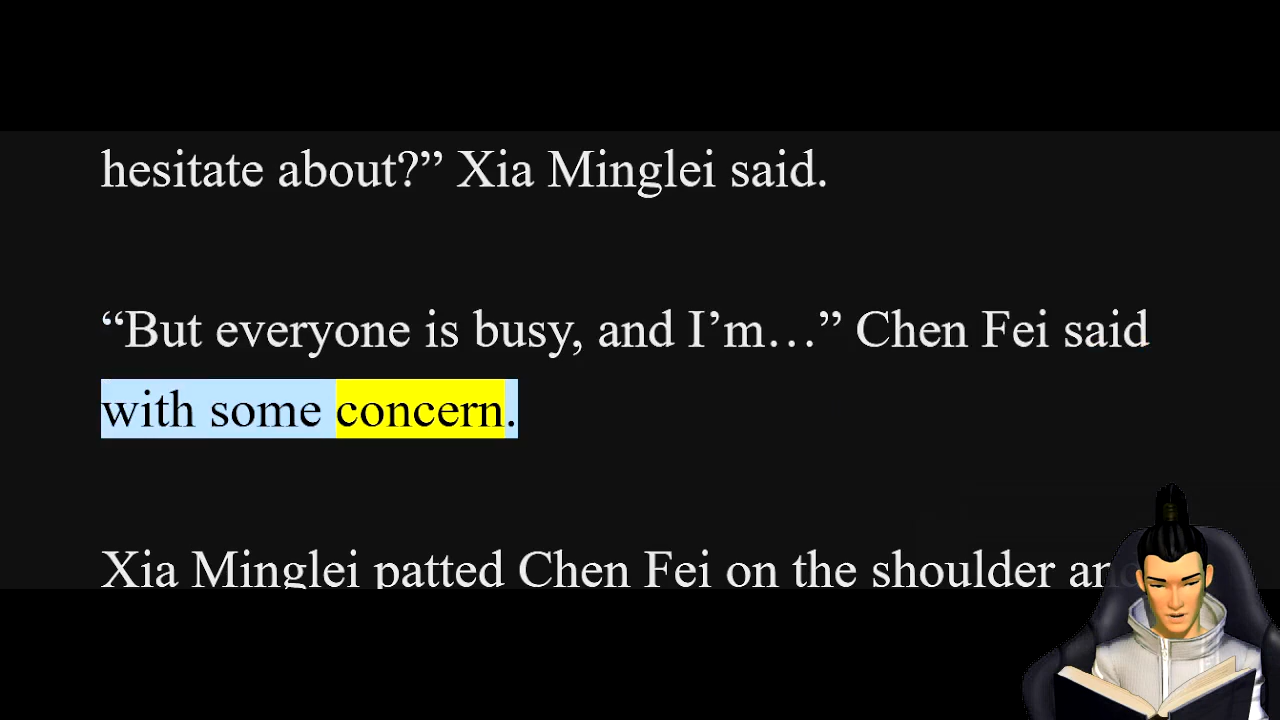 hesitate about?” Xia Minglei said.
“But everyone is busy, and I’m…” Chen Fei said
with some concern.
Xia Minglei patted Chen Fei on the shoulder and